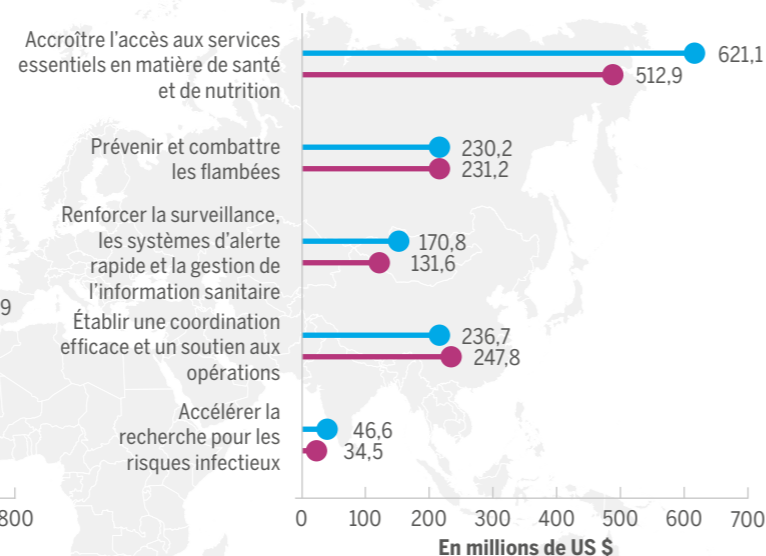 Accroître l'accès aux services
essentiels en matière de santé
et de nutrition
621,1
512,9
Prévenir et combattre
les flambées
230,2
231,2
Renforcer la surveillance,
les systèmes d'alerte
rapide et la gestion de
l'information sanitaire
170,8
131,6
9
Établir une coordination
efficace et un soutien aux
opérations
236,7
247,8
Accélérer la
recherche pour les
risques infectieux
46,6
34,5
800
0 100 200 300 400 500 600 700
En millions de US $